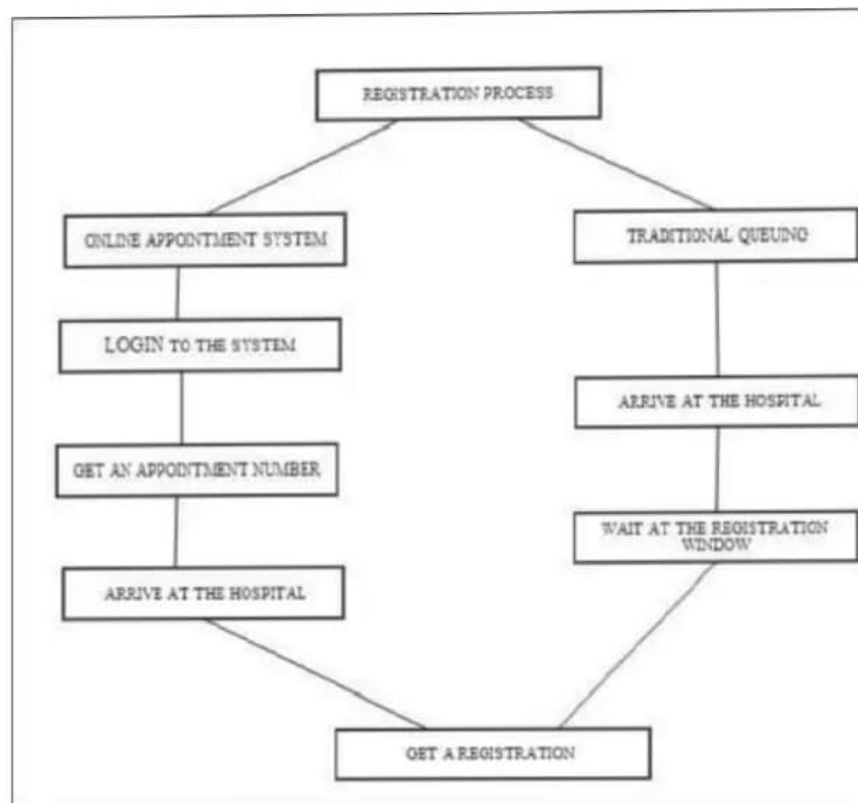 REGISTRATION PROCESS
ONLINE APPOINTMENT SYSTEM
TRADITIONAL QUEUING
LOGIN TO THE SYSTEM
ARRIVE AT THE HOSPITAL
GET AN APPOINTMENT NUMBER
WAIT AT THE REGISTRATION
WINDOW
ARRIVE AT THE HOSPITAL
GET A REGISTRATION